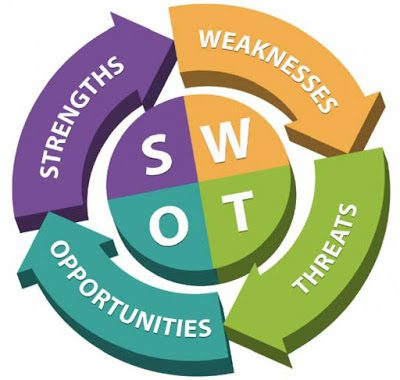 STRENGTHS
WEAKNESSES
S W
O T
OPPORTUNITIES
THREATS